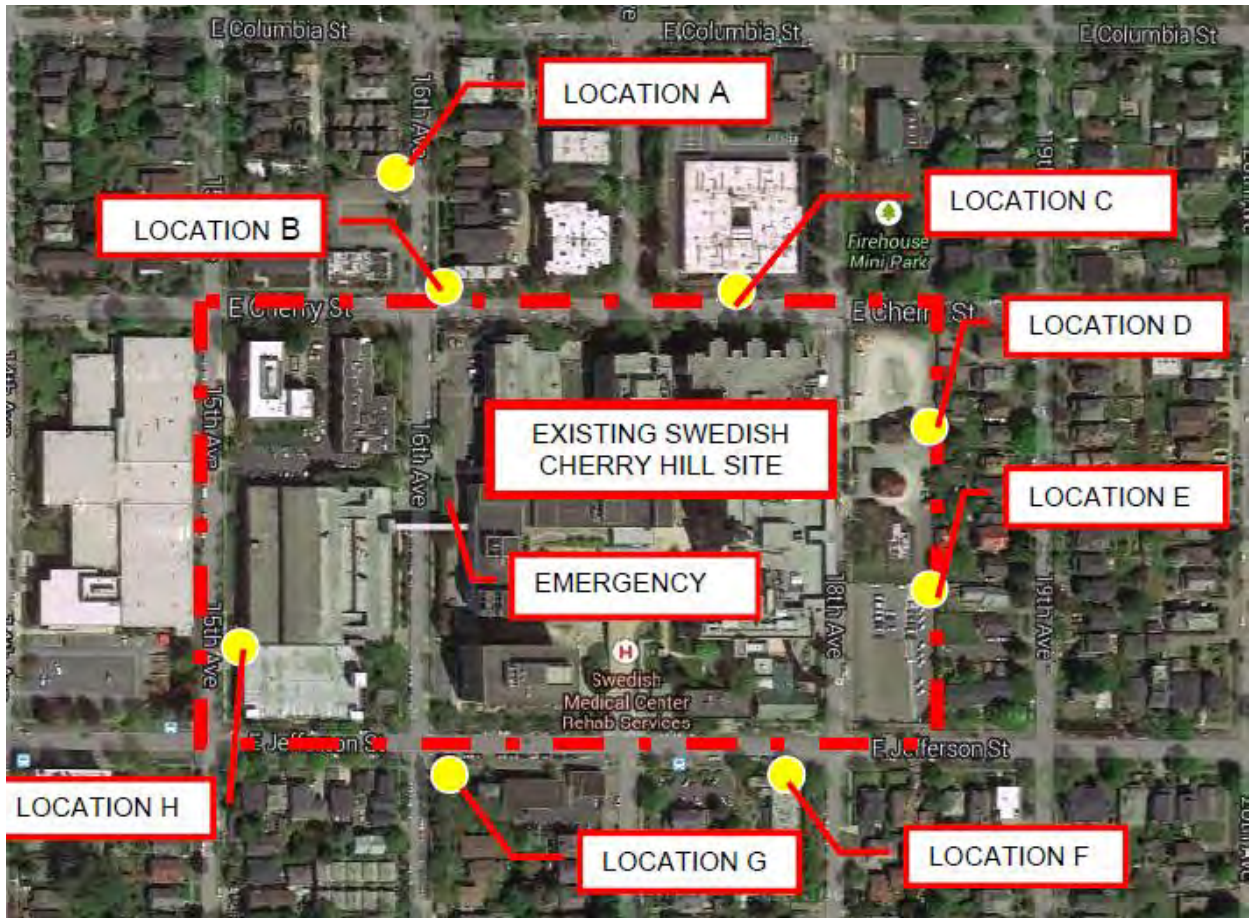 E Columbia St
E Columbia St
E Columbia St
16th Ave
LOCATION A
19th
LOCATION B
LOCATION C
Firehouse
Mini Park
E Cherry St
E Cherry St
LOCATION D
15th Ave
16th Ave
EXISTING SWEDISH
CHERRY HILL SITE
LOCATION E
EMERGENCY
18th Ave
19th Ave
15th Ave
H
Swedish
Medical Center
Rehab Services
E Jefferson St
E Jefferson St
LOCATION H
LOCATION G
LOCATION F